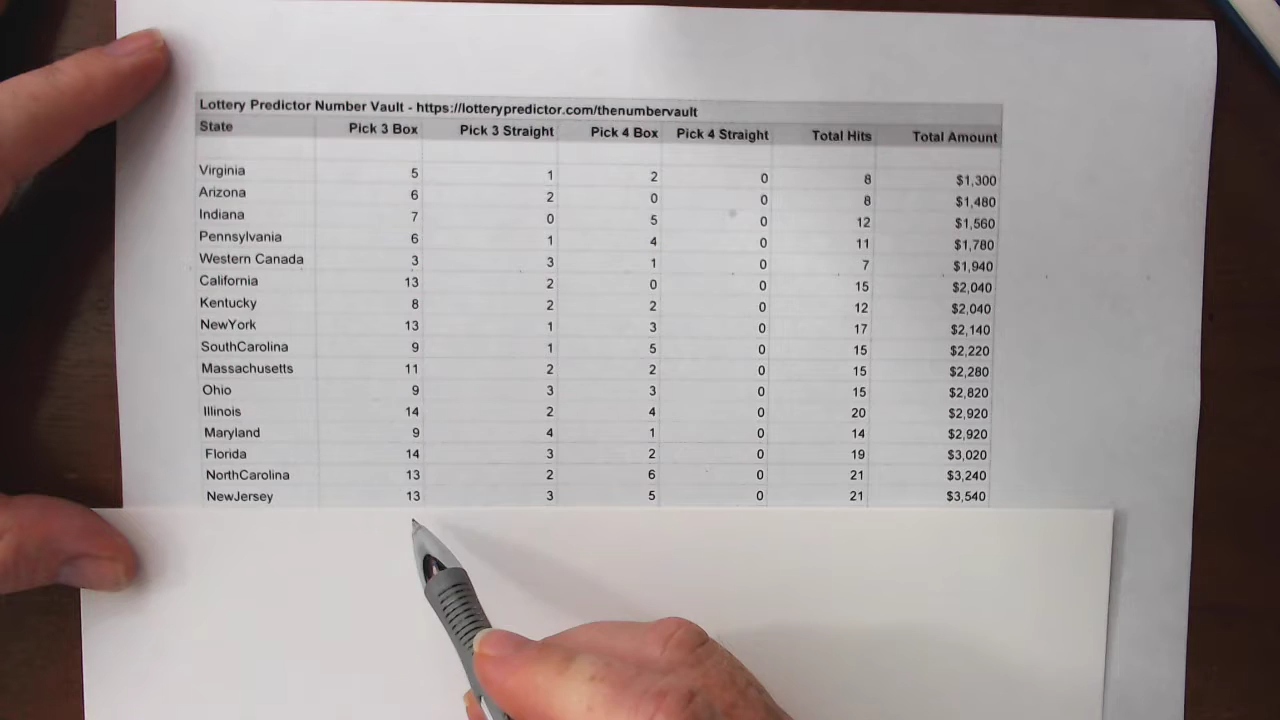 Lottery Predictor Number Vault - https://lotterypredictor.com/thenumbervault
State Pick 3 Box Pick 3 Straight Pick 4 Box Pick 4 Straight Total Hits Total Amount
Virginia 5 1 2 0 8 $1,300
Arizona 6 2 0 0 8 $1,480
Indiana 7 0 5 0 12 $1,560
Pennsylvania 6 1 4 0 11 $1,780
Western Canada 3 3 1 0 7 $1,940
California 13 2 0 0 15 $2,040
Kentucky 8 2 2 0 12 $2,040
NewYork 13 1 3 0 17 $2,140
SouthCarolina 9 1 5 0 15 $2,220
Massachusetts 11 2 2 0 15 $2,280
Ohio 9 3 3 0 15 $2,820
Illinois 14 2 4 0 20 $2,920
Maryland 9 4 1 0 14 $2,920
Florida 14 3 2 0 19 $3,020
NorthCarolina 13 2 6 0 21 $3,240
NewJersey 13 3 5 0 21 $3,540